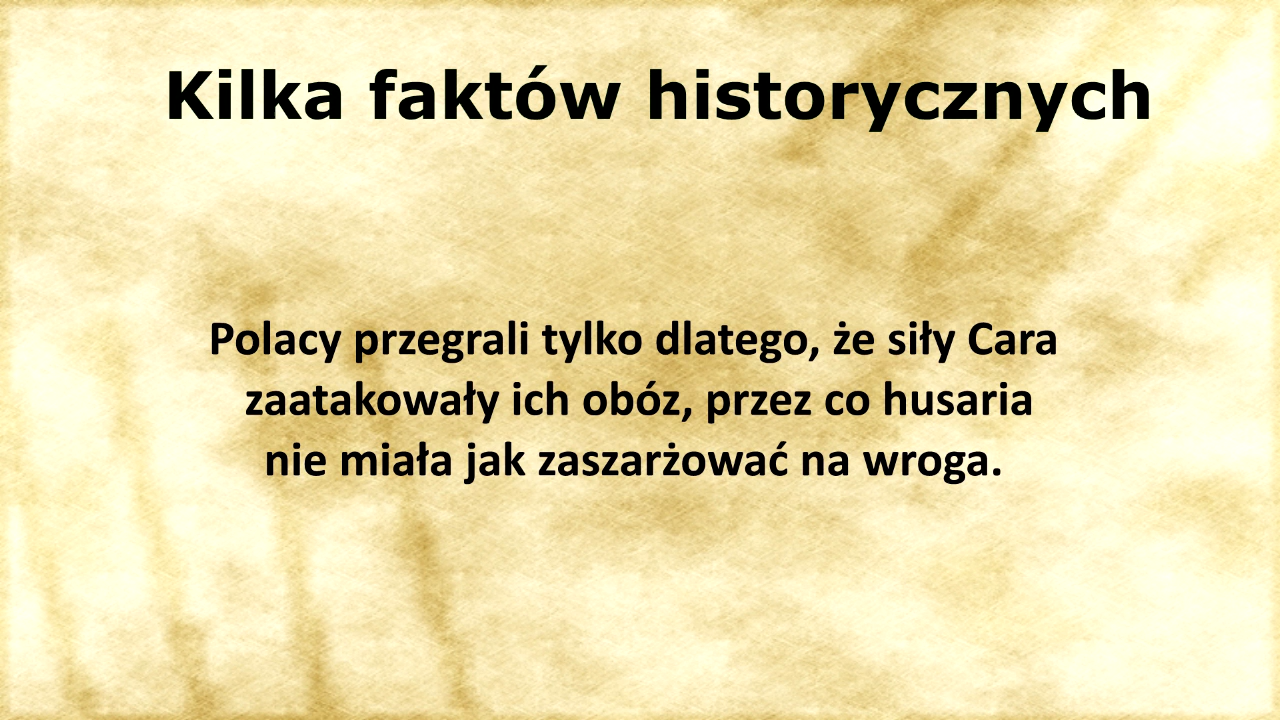 Kilka faktów historycznych
Polacy przegrali tylko dlatego, że siły Cara
zaatakowały ich obóz, przez co husaria
nie miała jak zaszarżować na wroga.